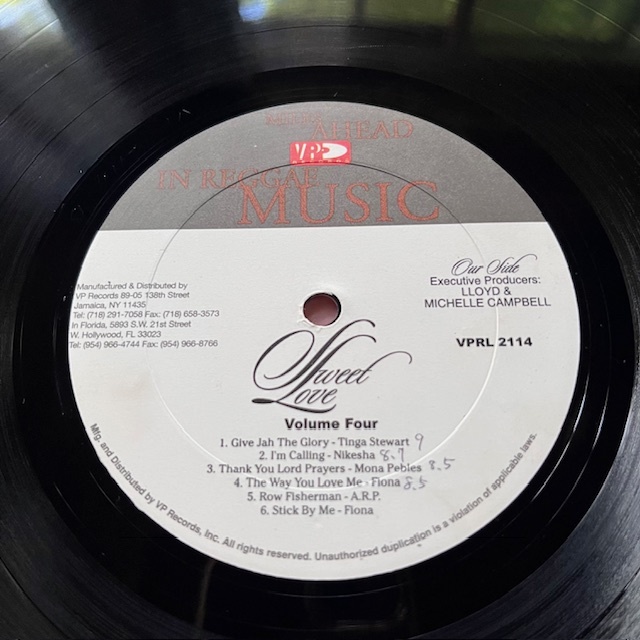 MILES AHEAD
VP
IN REGGAE
MUSIC
Manufactured & Distributed by
VP Records 89-05 138th Street
Jamaica, NY 11435
Tel: (718) 291-7058 Fax: (718) 658-3573
In Florida, 5893 S.W. 21st Street
W. Hollywood, FL 33023
Tel: (954) 966-4744 Fax: (954) 966-8766
Our Side
Executive Producers:
LLOYD &
MICHELLE CAMPBELL
VPRL 2114
Sweet
Love
Volume Four
1. Give Jah The Glory - Tinga Stewart 9
2. I'm Calling - Nikesha 8.7
3. Thank You Lord Prayers - Mona Pebles 8.5
4. The Way You Love Me - Fiona 8.5
5. Row Fisherman - A.R.P.
6. Stick By Me - Fiona
Mfg. and Distributed by VP Records, Inc. All rights reserved. Unauthorized duplication is a violation of applicable laws.